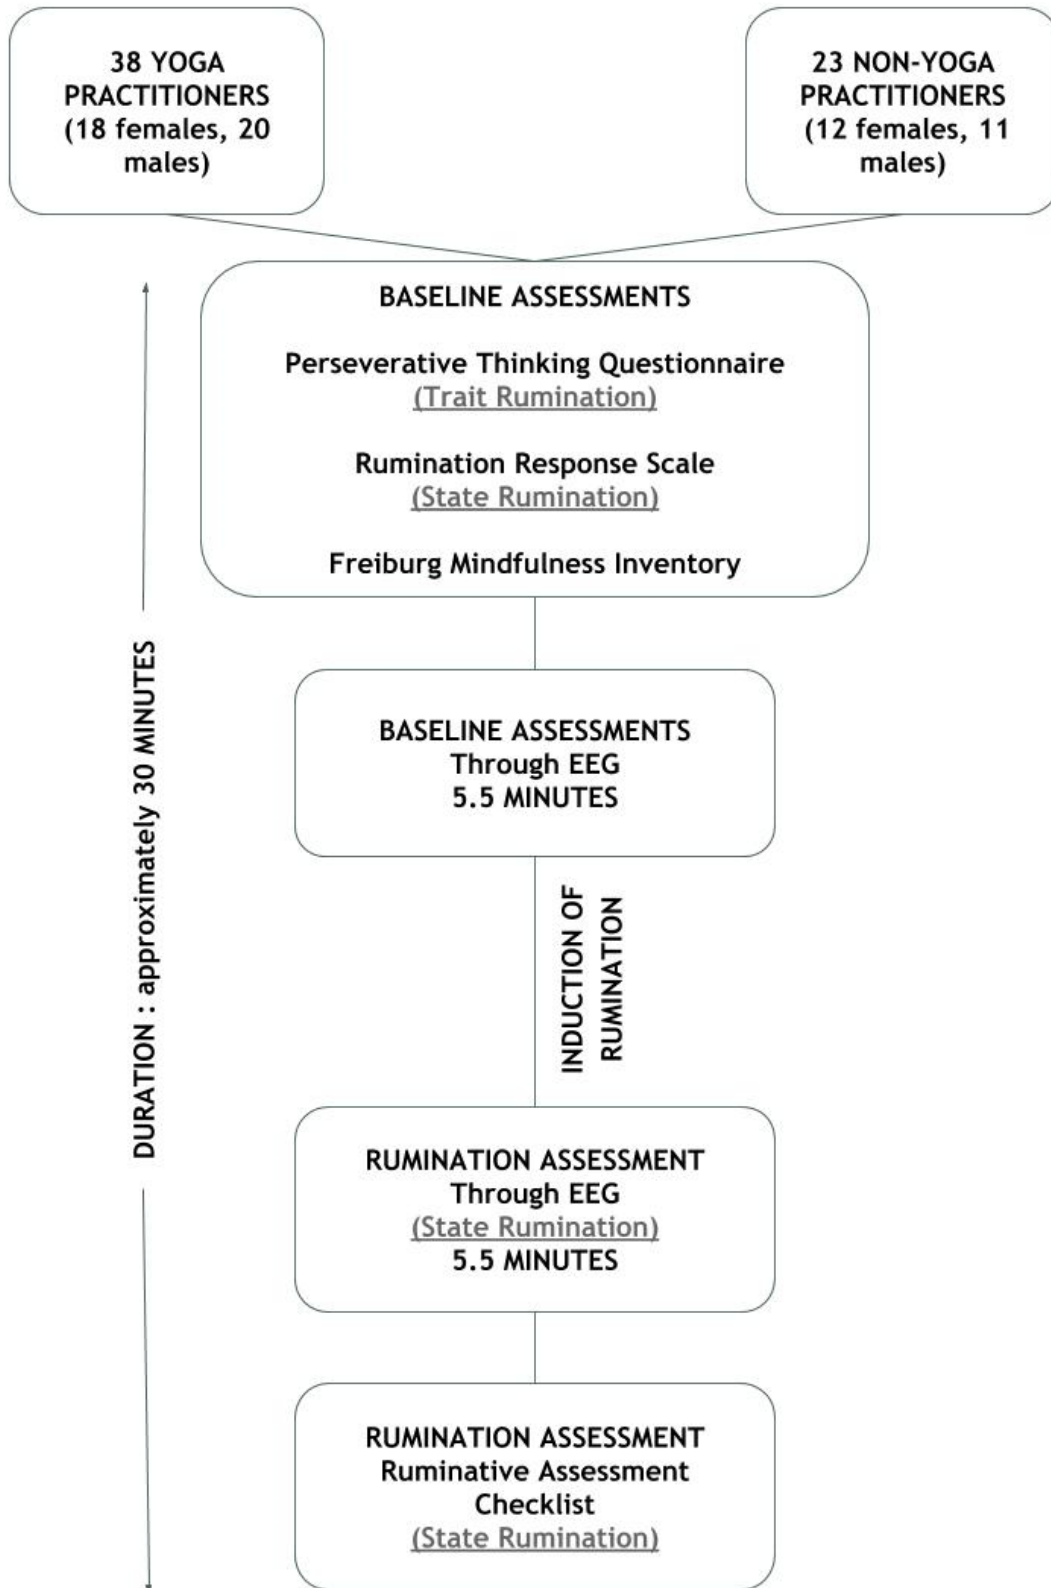 38 YOGA
PRACTITIONERS
(18 females, 20
males)
23 NON-YOGA
PRACTITIONERS
(12 females, 11
males)
BASELINE ASSESSMENTS
Perseverative Thinking Questionnaire
(Trait Rumination)
Rumination Response Scale
(State Rumination)
Freiburg Mindfulness Inventory
DURATION : approximately 30 MINUTES
BASELINE ASSESSMENTS
Through EEG
5.5 MINUTES
INDUCTION OF
RUMINATION
RUMINATION ASSESSMENT
Through EEG
(State Rumination)
5.5 MINUTES
RUMINATION ASSESSMENT
Ruminative Assessment
Checklist
(State Rumination)